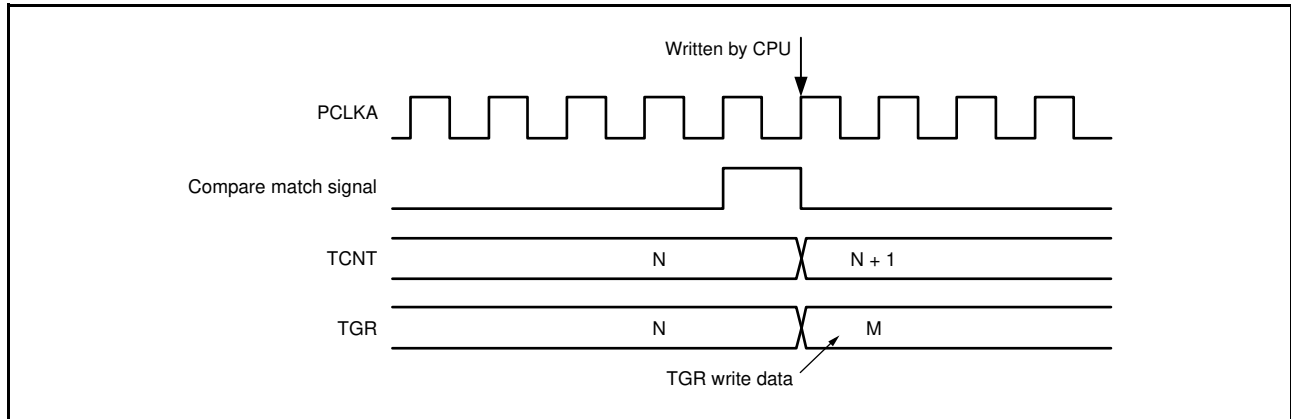 Written by CPU
PCLKA
Compare match signal
TCNT
N
N + 1
TGR
N
M
TGR write data